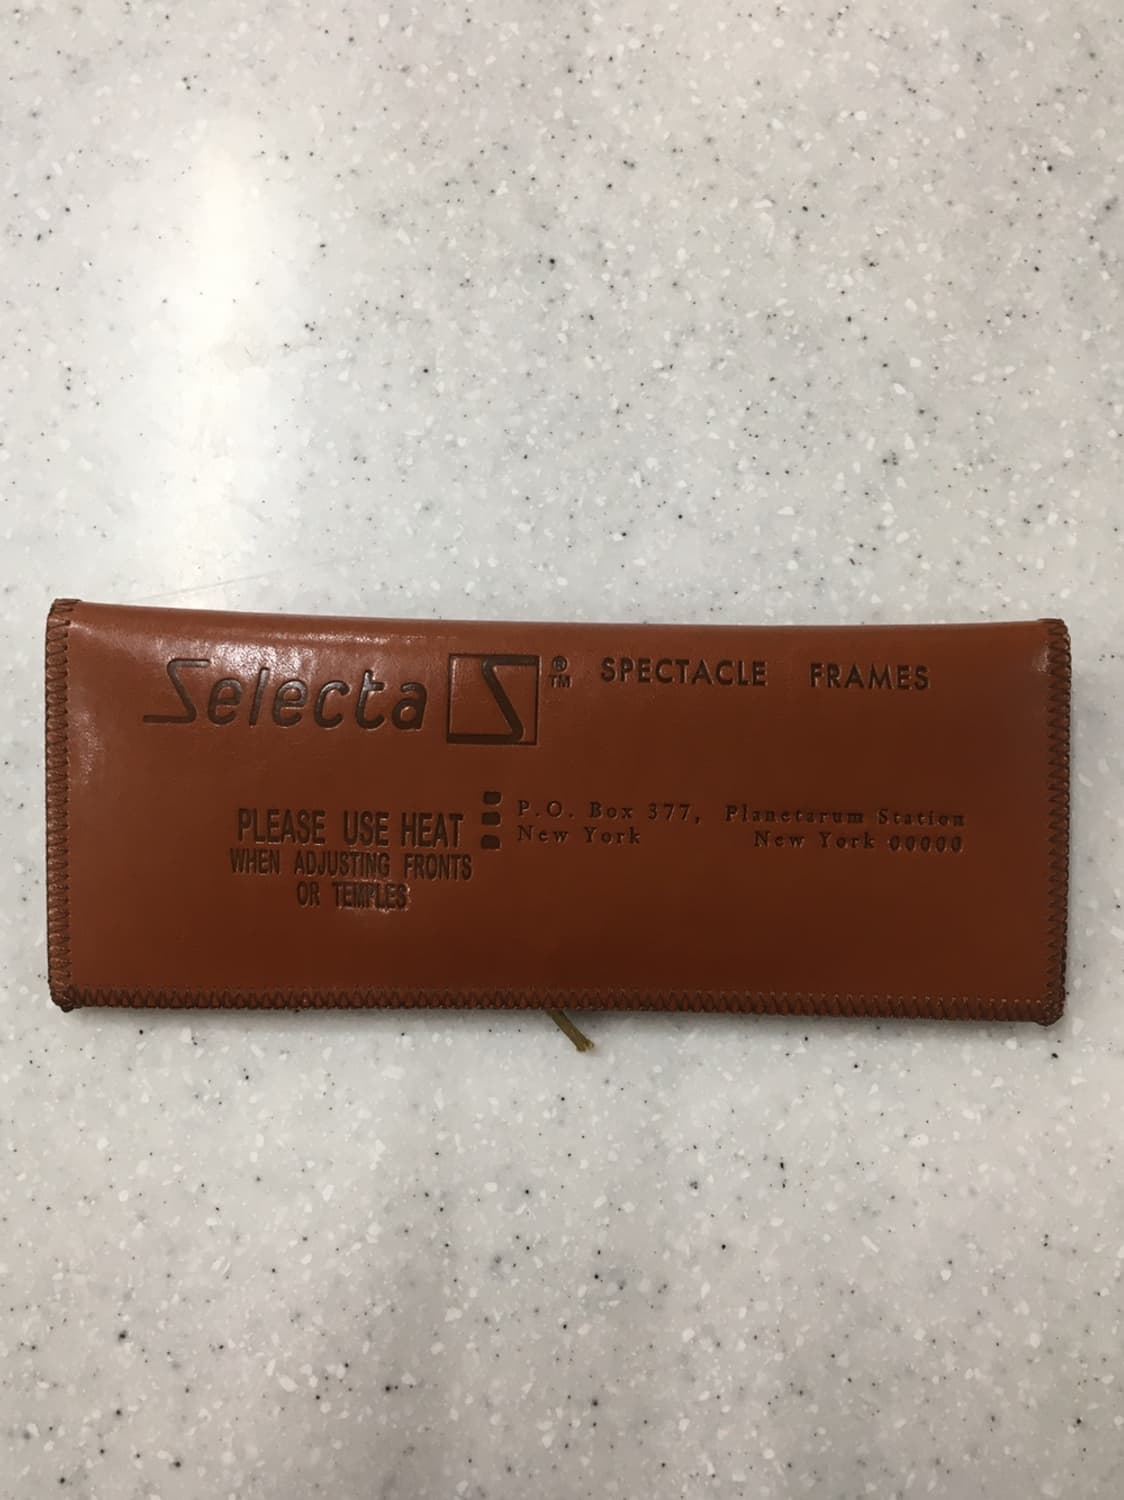 Selecta S ® TM SPECTACLE FRAMES
PLEASE USE HEAT
WHEN ADJUSTING FRONTS
OR TEMPLES
P.O. Box 377, Planetarum Station
New York New York 00000